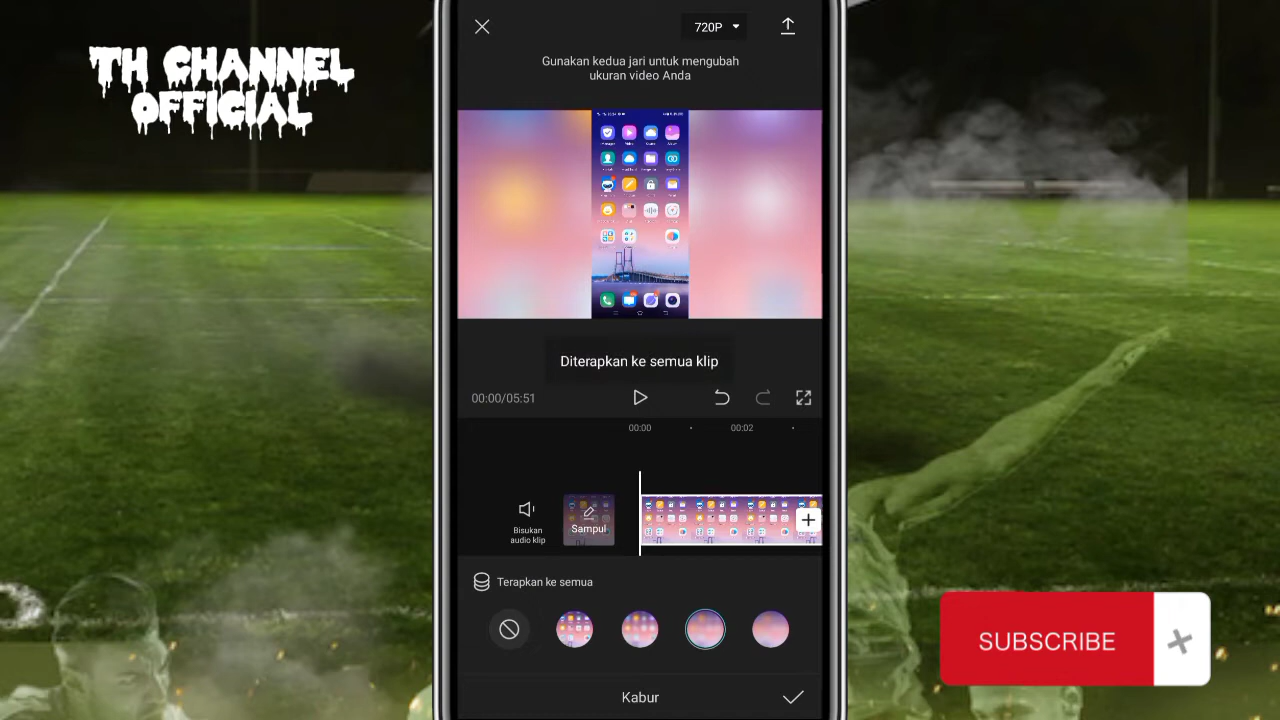 TH CHANNEL
OFFICIAL
720P
Gunakan kedua jari untuk mengubah
ukuran video Anda
Diterapkan ke semua klip
00:00/05:51
00:00
00:02
Bisukan
audio klip
Sampul
Terapkan ke semua
Kabur
SUBSCRIBE